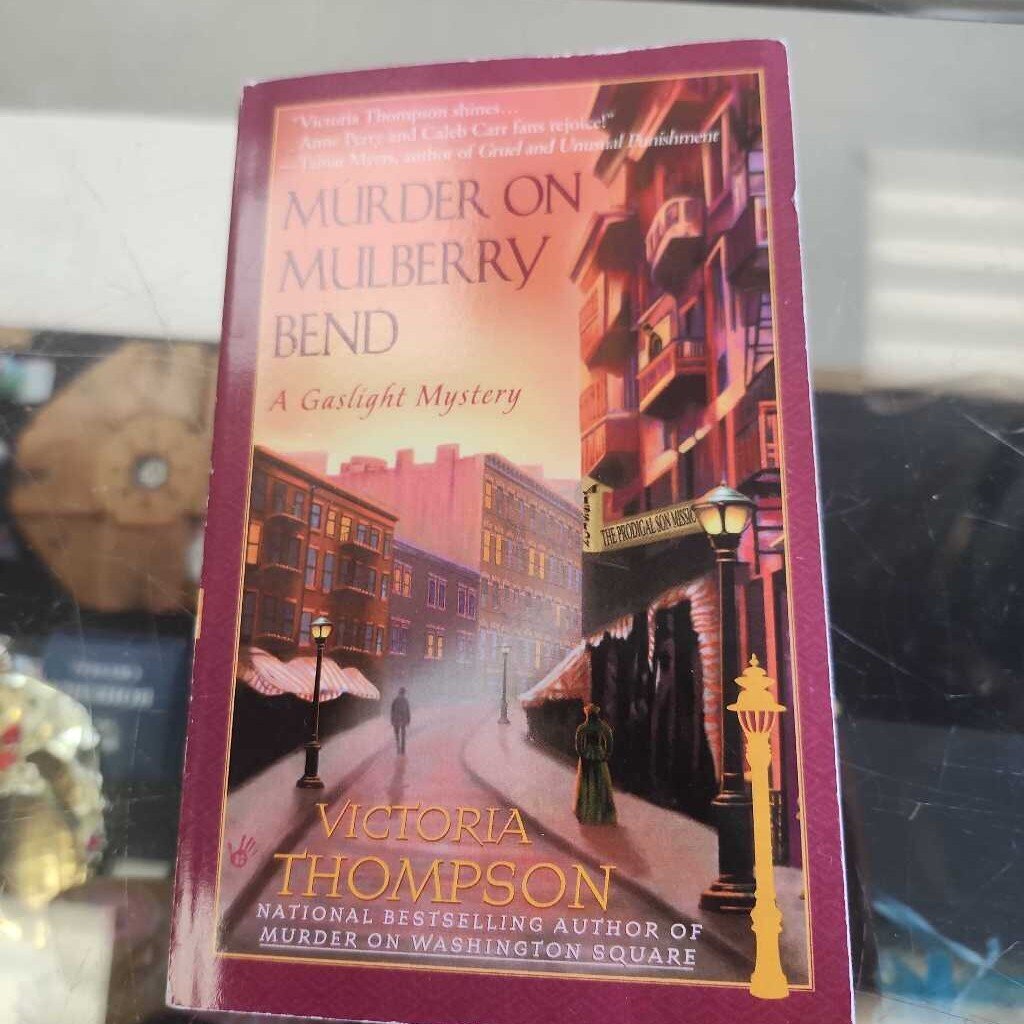 "Victoria Thompson shines...
Anne Perry and Caleb Carr fans rejoice!"
—Tamar Myers, author of Gruel and Unusual Punishment
MURDER ON
MULBERRY
BEND
A Gaslight Mystery
THE PRODIGAL SON MISSIO
VICTORIA
THOMPSON
NATIONAL BESTSELLING AUTHOR OF
MURDER ON WASHINGTON SQUARE